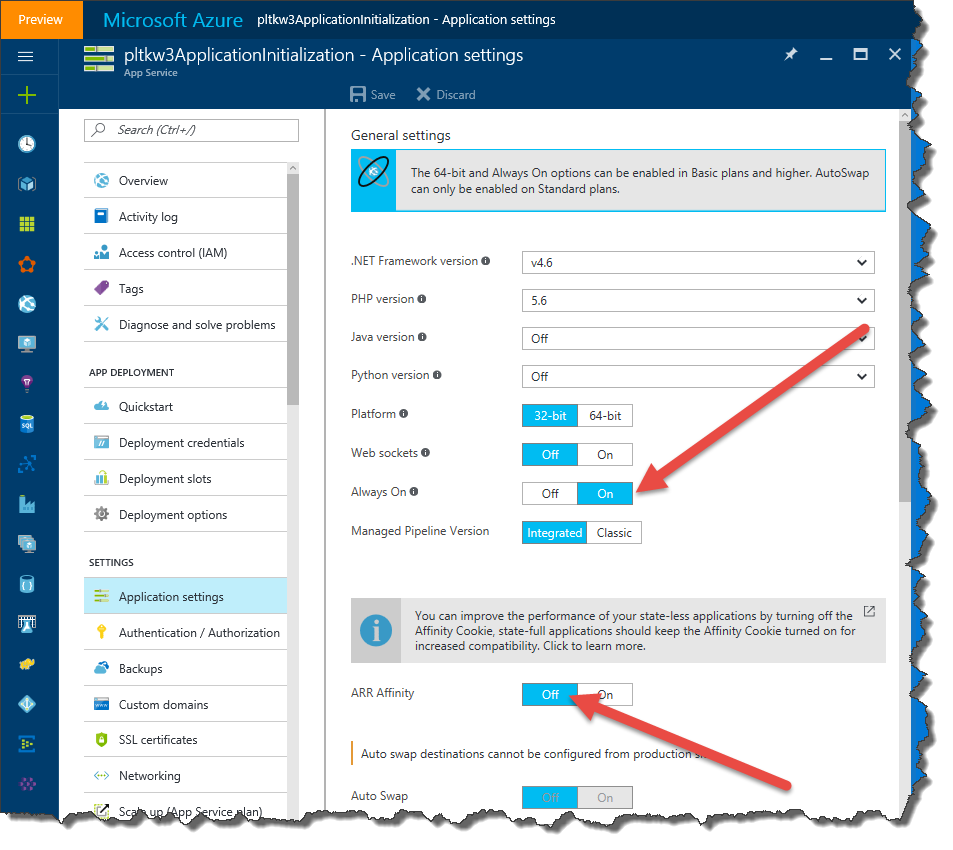 Preview
Microsoft Azure pltkw3ApplicationInitialization - Application settings
pltkw3ApplicationInitialization - Application settings
App Service
Save Discard
Search (Ctrl+/)
Overview
Activity log
Access control (IAM)
Tags
Diagnose and solve problems
APP DEPLOYMENT
Quickstart
Deployment credentials
Deployment slots
Deployment options
SETTINGS
Application settings
Authentication / Authorization
Backups
Custom domains
SSL certificates
Networking
Scale up (App Service plan)
General settings
KS
The 64-bit and Always On options can be enabled in Basic plans and higher. AutoSwap
can only be enabled on Standard plans.
.NET Framework version v4.6
PHP version 5.6
Java version Off
Python version Off
Platform 32-bit 64-bit
Web sockets Off On
Always On Off On
Managed Pipeline Version Integrated Classic
You can improve the performance of your state-less applications by turning off the
Affinity Cookie, state-full applications should keep the Affinity Cookie turned on for
increased compatibility. Click to learn more.
ARR Affinity Off On
Auto swap destinations cannot be configured from production
Auto Swap Off On
SQL